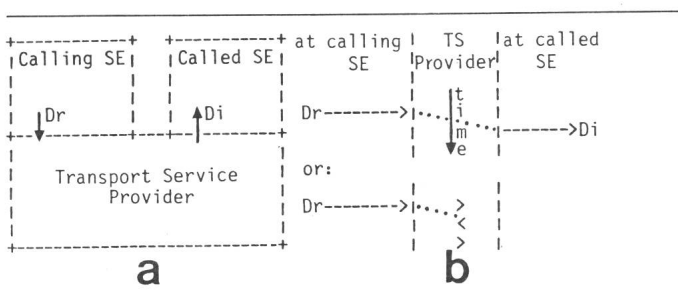 Calling SE
Called SE
Dr
Di
Transport Service
Provider
a
at calling
SE
TS
Provider
at called
SE
time
Dr
Di
or:
Dr
b